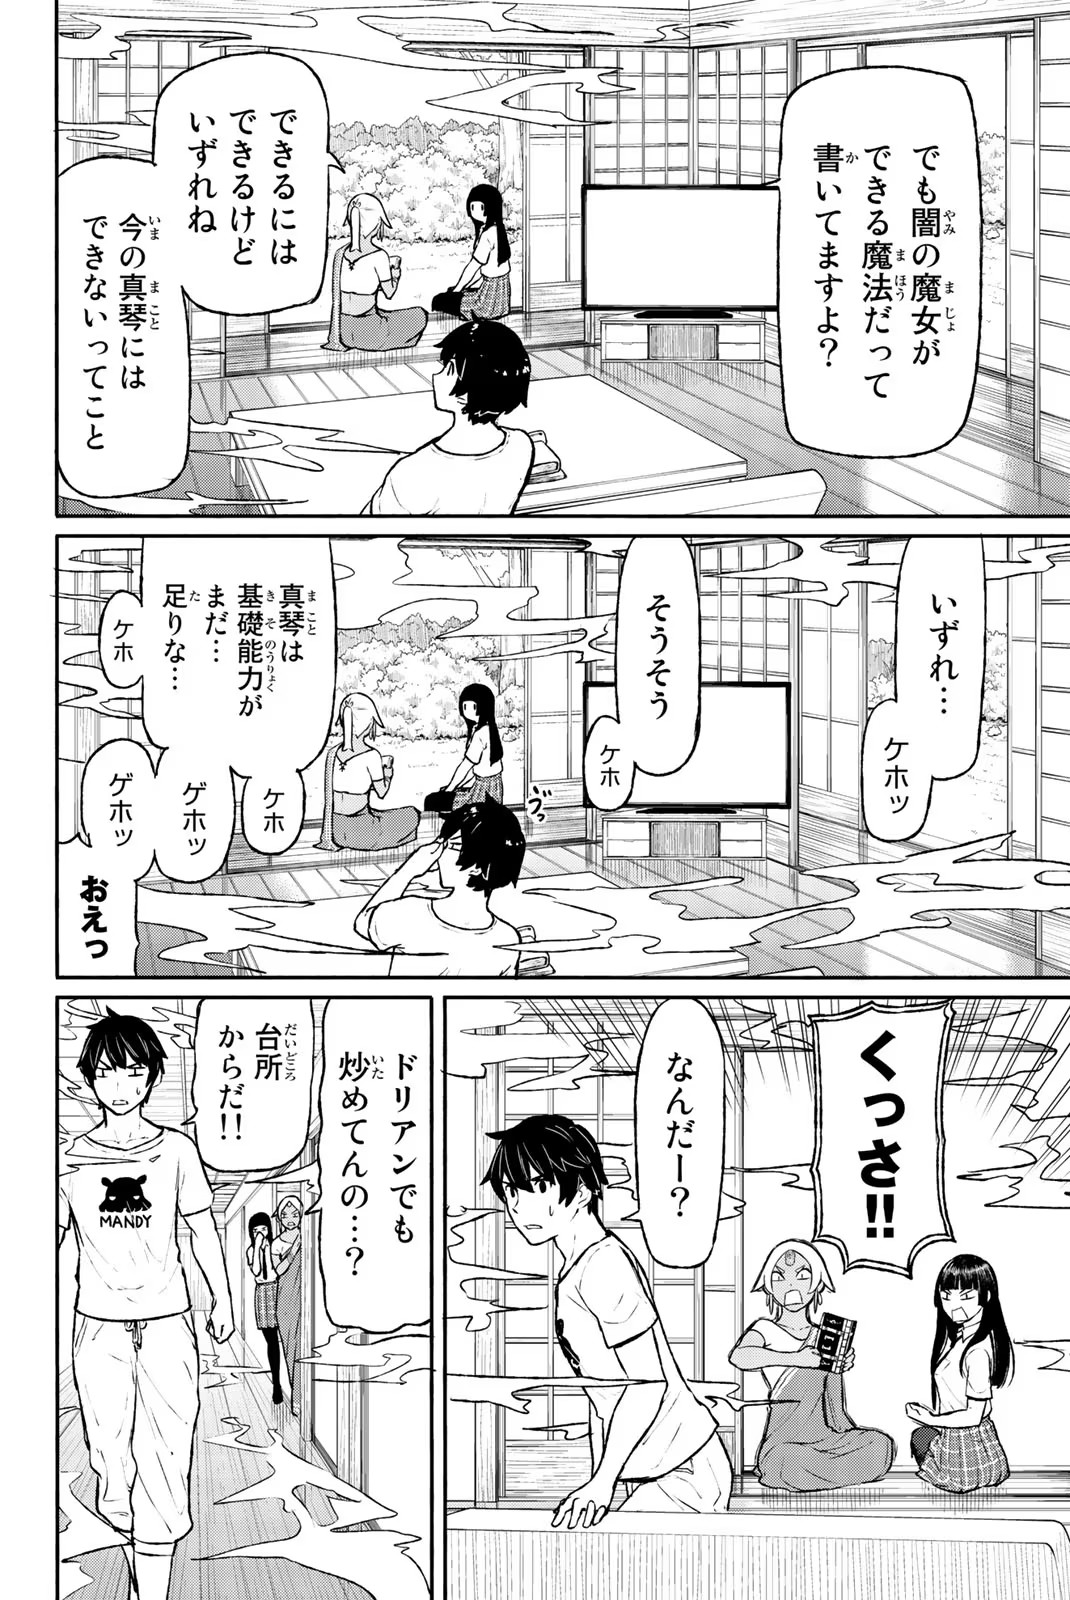 でも闇の魔女が
できる魔法だって
書いてますよ？
できるには
できるけど
いずれね
今の真琴には
できないってこと
いずれ…
ケホッ
そうそう
ケホ
真琴は
基礎能力が
まだ…
足りな…
ケホ
ケホ
ゲホッ
ゲホッ
おえっ
ブッ
くっさ!!
なんだー？
ドリアンでも
炒めてんの…？
台所
からだ!!
MANDY